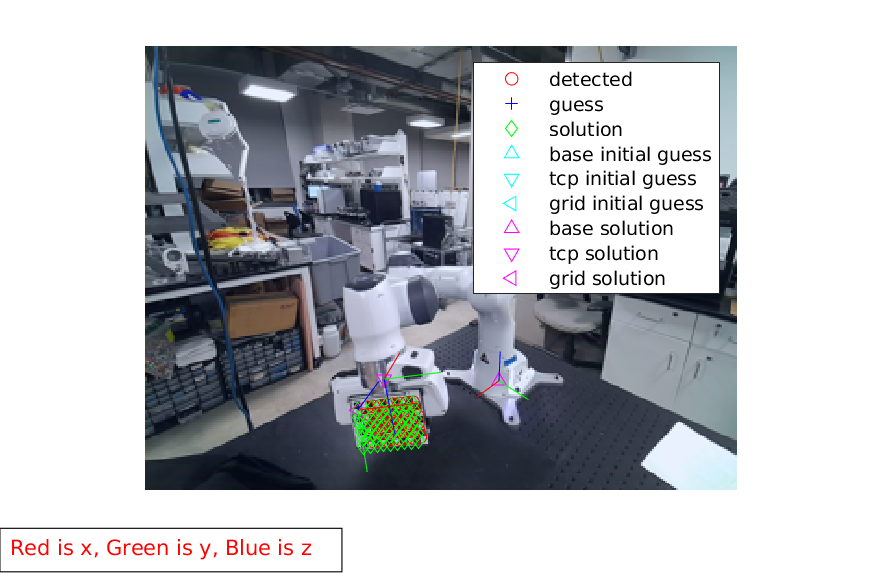 detected
guess
solution
base initial guess
tcp initial guess
grid initial guess
base solution
tcp solution
grid solution
Red is x, Green is y, Blue is z